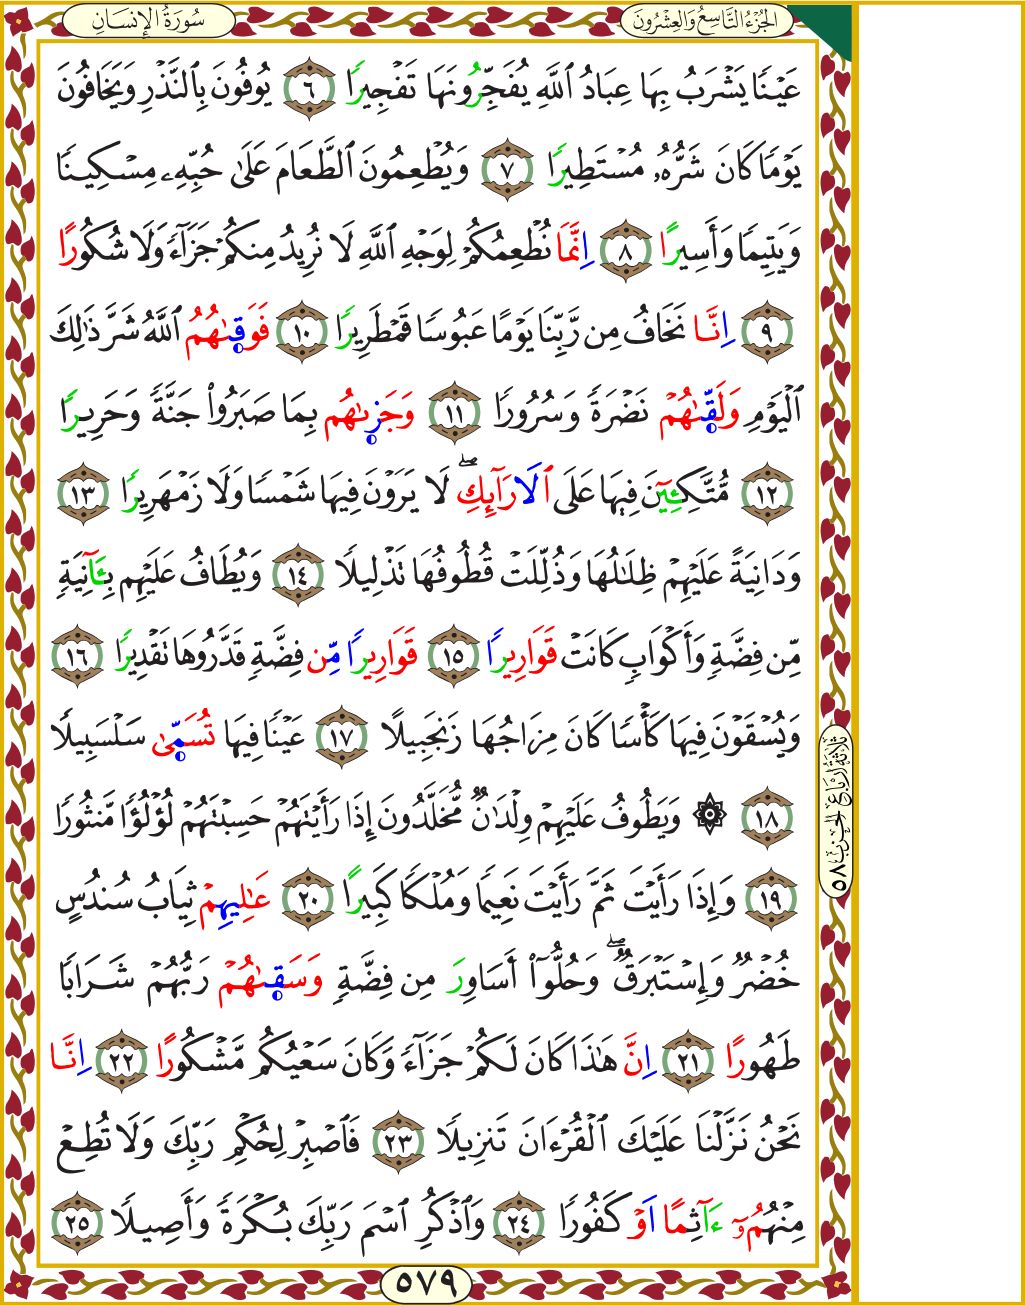 الجُزْءُ التَّاسِعُ وَالعِشْرُونَ
سُورَةُ الإِنسَانِ
عَيْنًا يَشْرَبُ بِهَا عِبَادُ ٱللَّهِ يُفَجِّرُونَهَا تَفْجِيرًا ٦ يُوفُونَ بِٱلنَّذْرِ وَيَخَافُونَ
يَوْمًا كَانَ شَرُّهُۥ مُسْتَطِيرًا ٧ وَيُطْعِمُونَ ٱلطَّعَامَ عَلَىٰ حُبِّهِۦ مِسْكِينًا
وَيَتِيمًا وَأَسِيرًا ٨ اِنَّمَا نُطْعِمُكُمْ لِوَجْهِ ٱللَّهِ لَا نُرِيدُ مِنكُمْ جَزَآءً وَلَا شُكُورًا
٩ اِنَّا نَخَافُ مِن رَّبِّنَا يَوْمًا عَبُوسًا قَمْطَرِيرًا ١٠ فَوَقىٰهُمُ ٱللَّهُ شَرَّ ذَٰلِكَ
ٱلْيَوْمِ وَلَقّىٰهُمْ نَضْرَةً وَسُرُورًا ١١ وَجَزىٰهُم بِمَا صَبَرُواْ جَنَّةً وَحَرِيرًا
١٢ مُّتَّكِـِٔينَ فِيهَا عَلَى ٱلَارَآئِكِۖ لَا يَرَوْنَ فِيهَا شَمْسًا وَلَا زَمْهَرِيرًا ١٣
وَدَانِيَةً عَلَيْهِمْ ظِلَٰلُهَا وَذُلِّلَتْ قُطُوفُهَا تَذْلِيلًا ١٤ وَيُطَافُ عَلَيْهِم بِـَٔانِيَةٍ
مِّن فِضَّةٍ وَأَكْوَابٍ كَانَتْ قَوَارِيرًا ١٥ قَوَارِيرًا مِّن فِضَّةٍ قَدَّرُوهَا تَقْدِيرًا ١٦
وَيُسْقَوْنَ فِيهَا كَأْسًا كَانَ مِزَاجُهَا زَنجَبِيلًا ١٧ عَيْنًا فِيهَا تُسَمّىٰ سَلْسَبِيلًا
١٨ ۞ وَيَطُوفُ عَلَيْهِمْ وِلْدَٰنٌ مُّخَلَّدُونَ إِذَا رَأَيْتَهُمْ حَسِبْتَهُمْ لُؤْلُؤًا مَّنثُورًا
١٩ وَإِذَا رَأَيْتَ ثَمَّ رَأَيْتَ نَعِيمًا وَمُلْكًا كَبِيرًا ٢٠ عَٰلِيهِمْ ثِيَابُ سُندُسٍ
خُضْرٌ وَإِسْتَبْرَقٌۖ وَحُلُّوٓاْ أَسَاوِرَ مِن فِضَّةٍ وَسَقىٰهُمْ رَبُّهُمْ شَرَابًا
طَهُورًا ٢١ اِنَّ هَٰذَا كَانَ لَكُمْ جَزَآءً وَكَانَ سَعْيُكُم مَّشْكُورًا ٢٢ اِنَّا
نَحْنُ نَزَّلْنَا عَلَيْكَ ٱلْقُرْءَانَ تَنزِيلًا ٢٣ فَٱصْبِرْ لِحُكْمِ رَبِّكَ وَلَا تُطِعْ
مِنْهُمُۥٓ ءَاثِمًا اَوْ كَفُورًا ٢٤ وَٱذْكُرِ ٱسْمَ رَبِّكَ بُكْرَةً وَأَصِيلًا ٢٥
ثلاثة أرباع الحزب ٥٨
٥٧٩